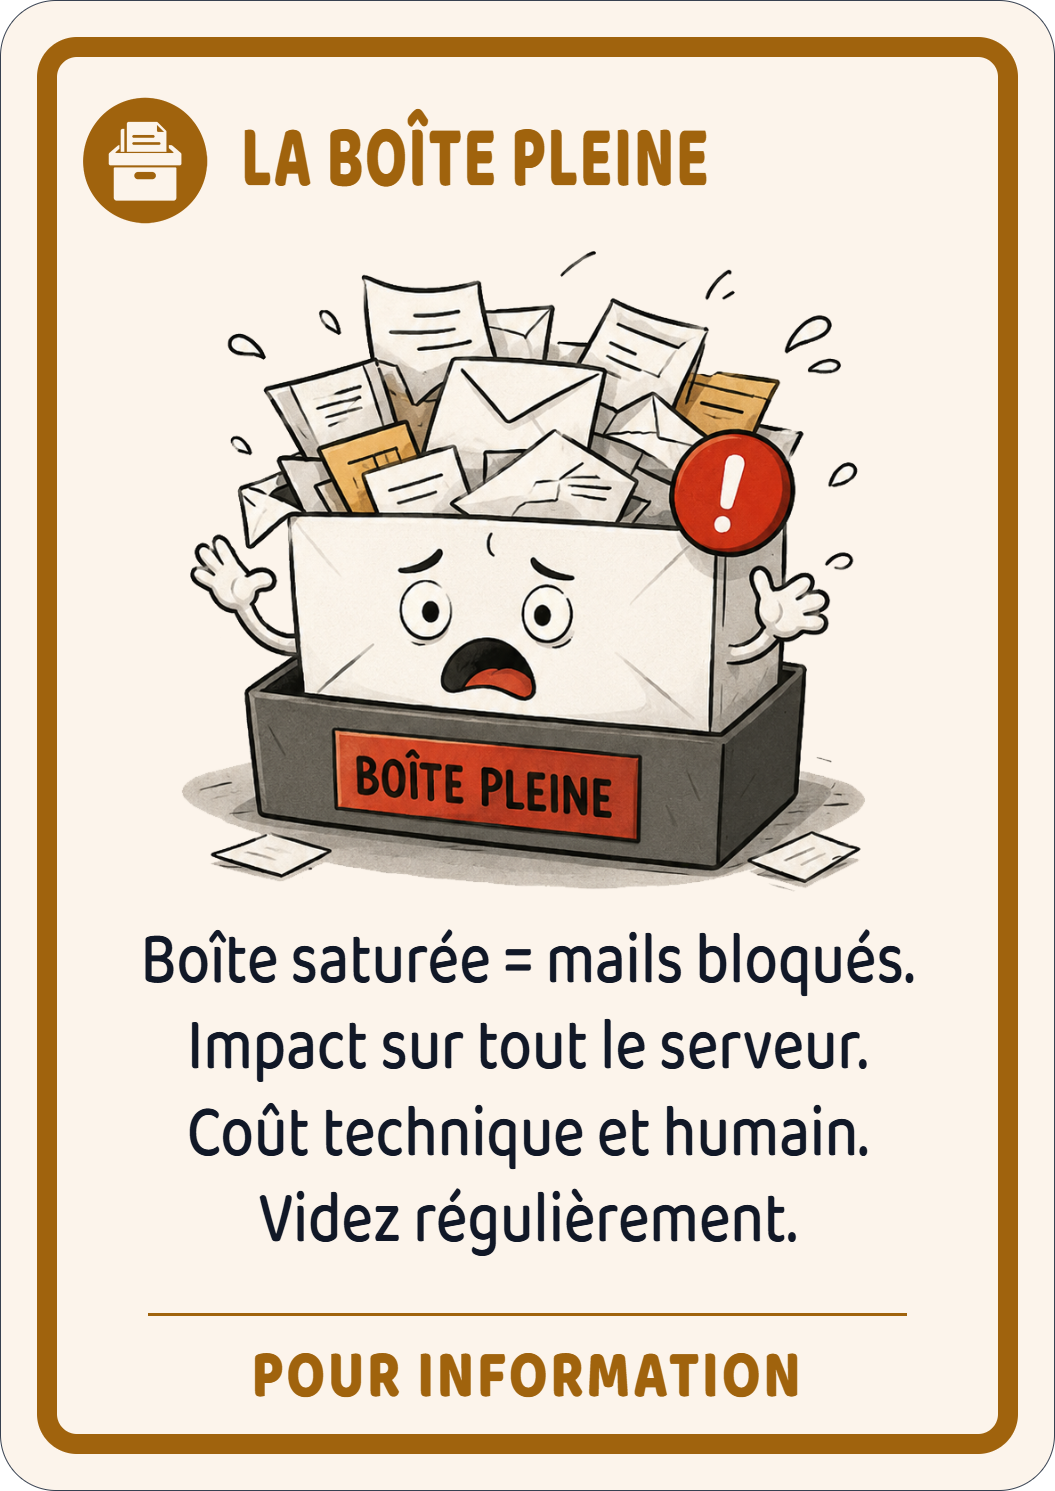 LA BOÎTE PLEINE
!
BOÎTE PLEINE
Boîte saturée = mails bloqués.
Impact sur tout le serveur.
Coût technique et humain.
Videz régulièrement.
POUR INFORMATION